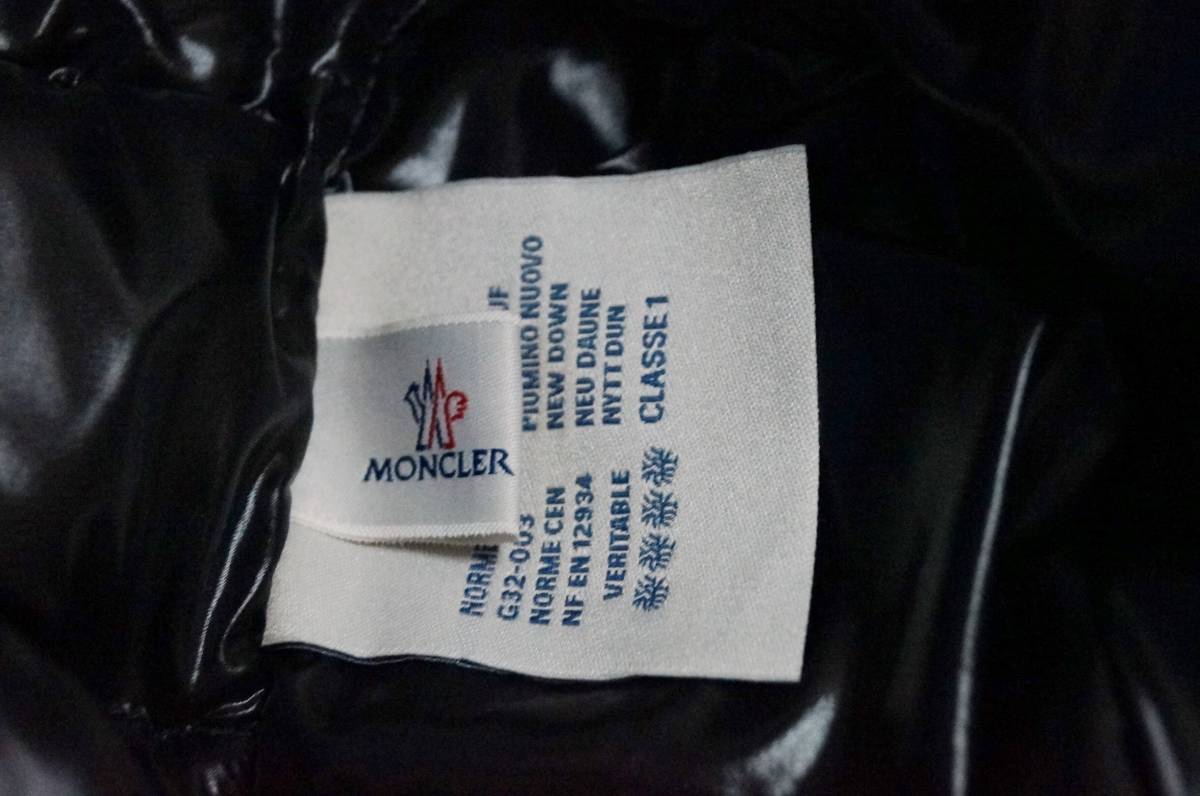 MONCLER
NORME
G32-003
NORME CEN
NF EN 12934
VERITABLE
UF
PIUMINO NUOVO
NEW DOWN
NEU DAUNE
NYTT DUN
CLASSE 1